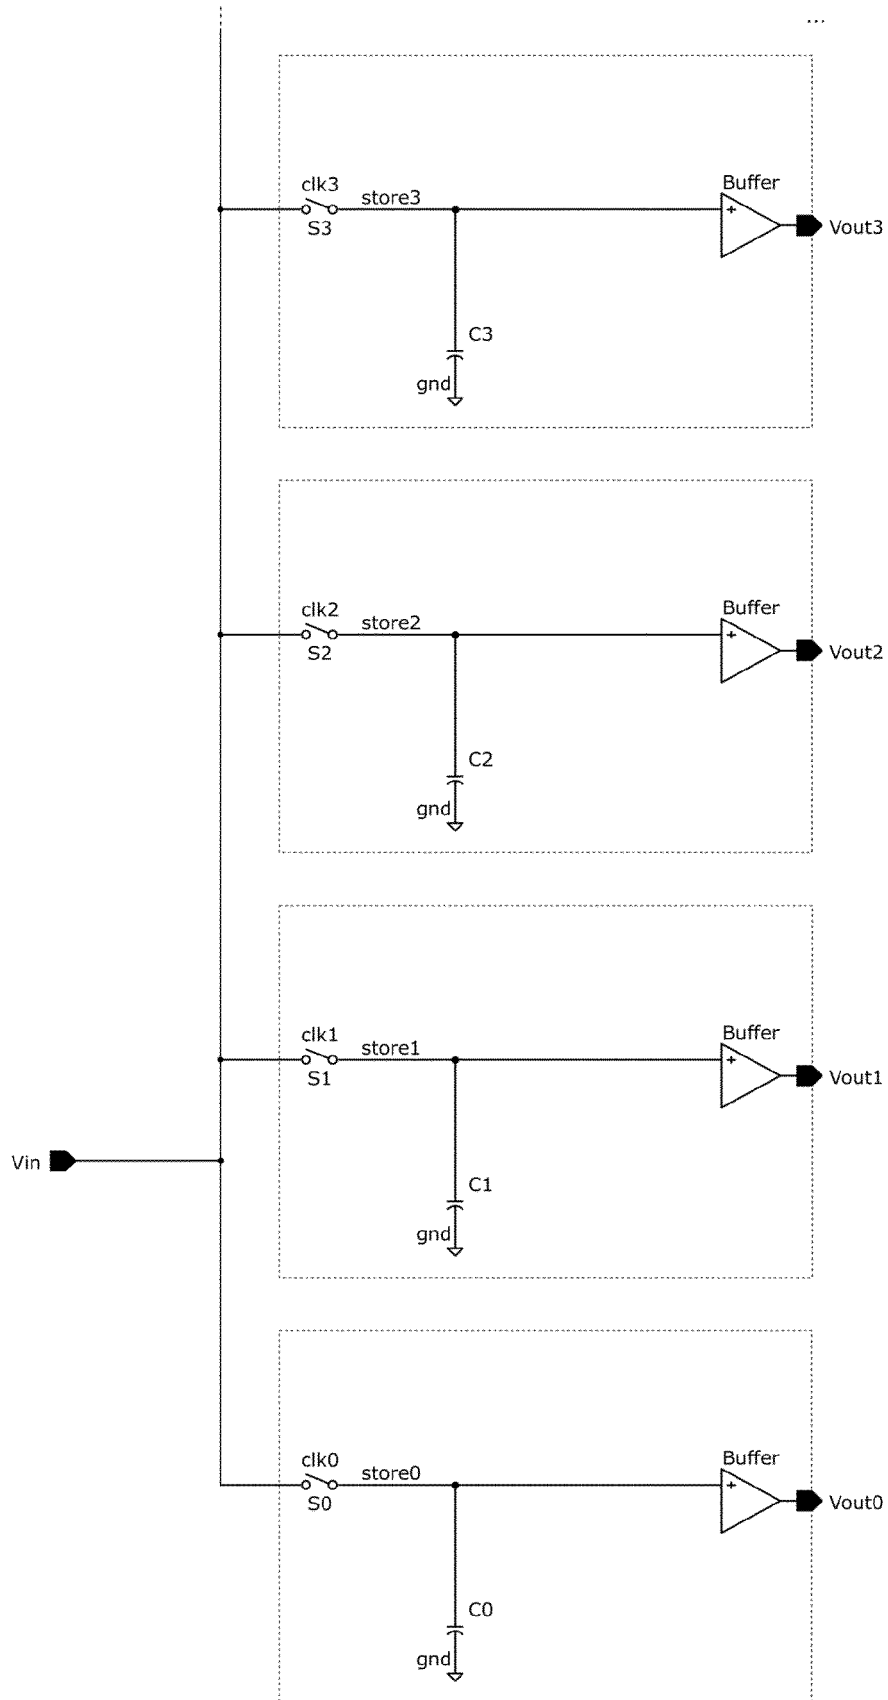 ...
clk3
store3
S3
Buffer
Vout3
C3
gnd
clk2
store2
S2
Buffer
Vout2
C2
gnd
clk1
store1
S1
Buffer
Vout1
Vin
C1
gnd
clk0
store0
S0
Buffer
Vout0
C0
gnd